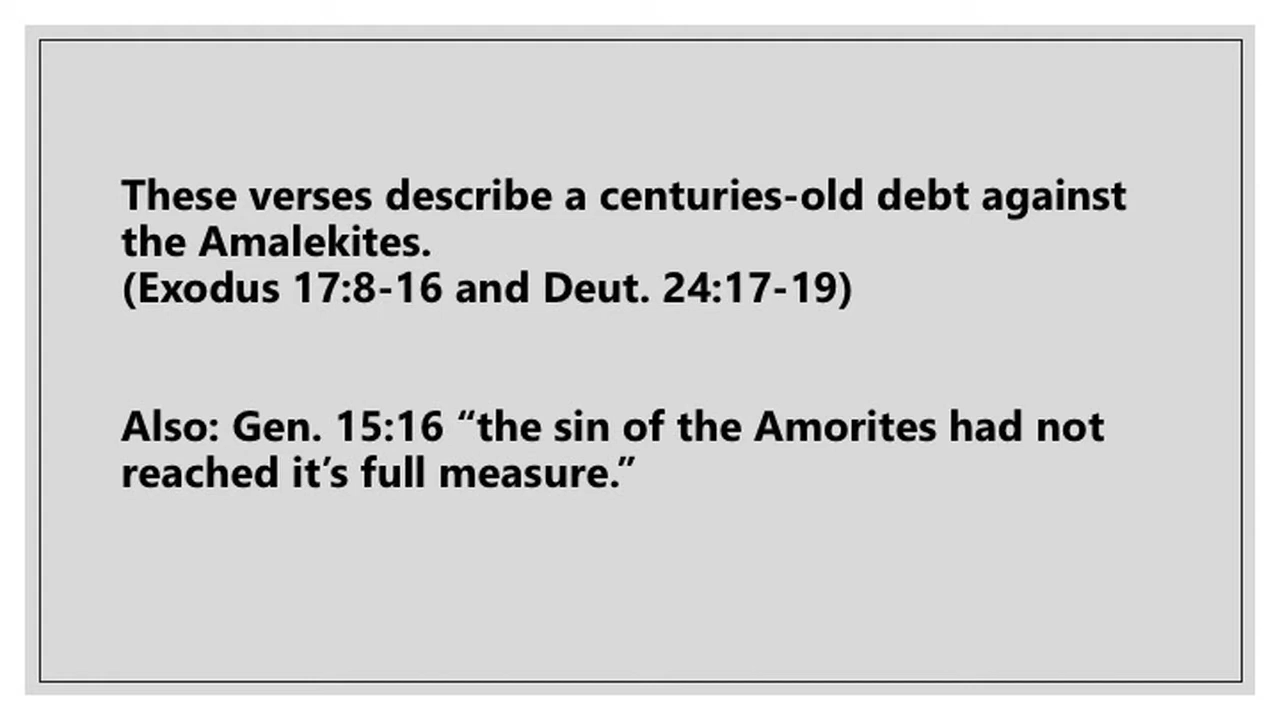 These verses describe a centuries-old debt against
the Amalekites.
(Exodus 17:8-16 and Deut. 24:17-19)
Also: Gen. 15:16 “the sin of the Amorites had not
reached it’s full measure.”